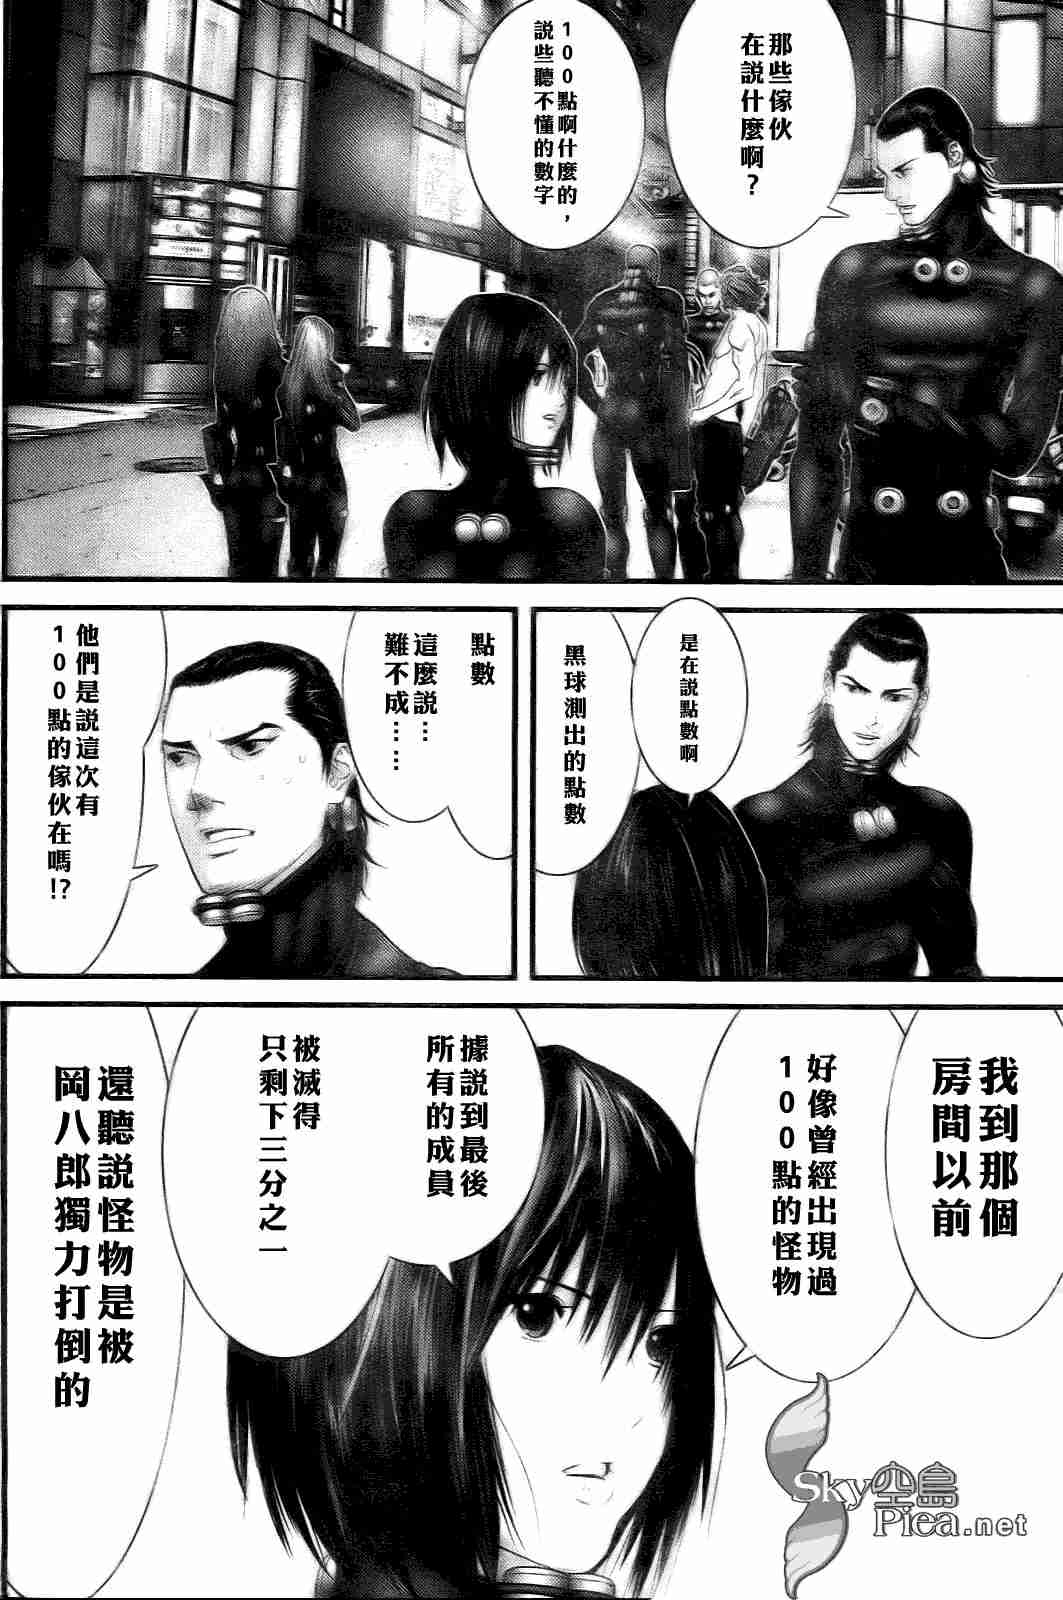 那些傢伙
在說什麼啊？
100點啊什麼的，
說些聽不懂的數字
是在説點數啊
黑球測出的點數
點數
這麼說…
難不成……
他們是說這次有
100點的傢伙在嗎!?
我到那個
房間以前
好像曾經出現過
100點的怪物
據說到最後
所有的成員
被滅得
只剩下三分之一
還聽説怪物是被
岡八郎獨力打倒的
Sky空島
Piea.net